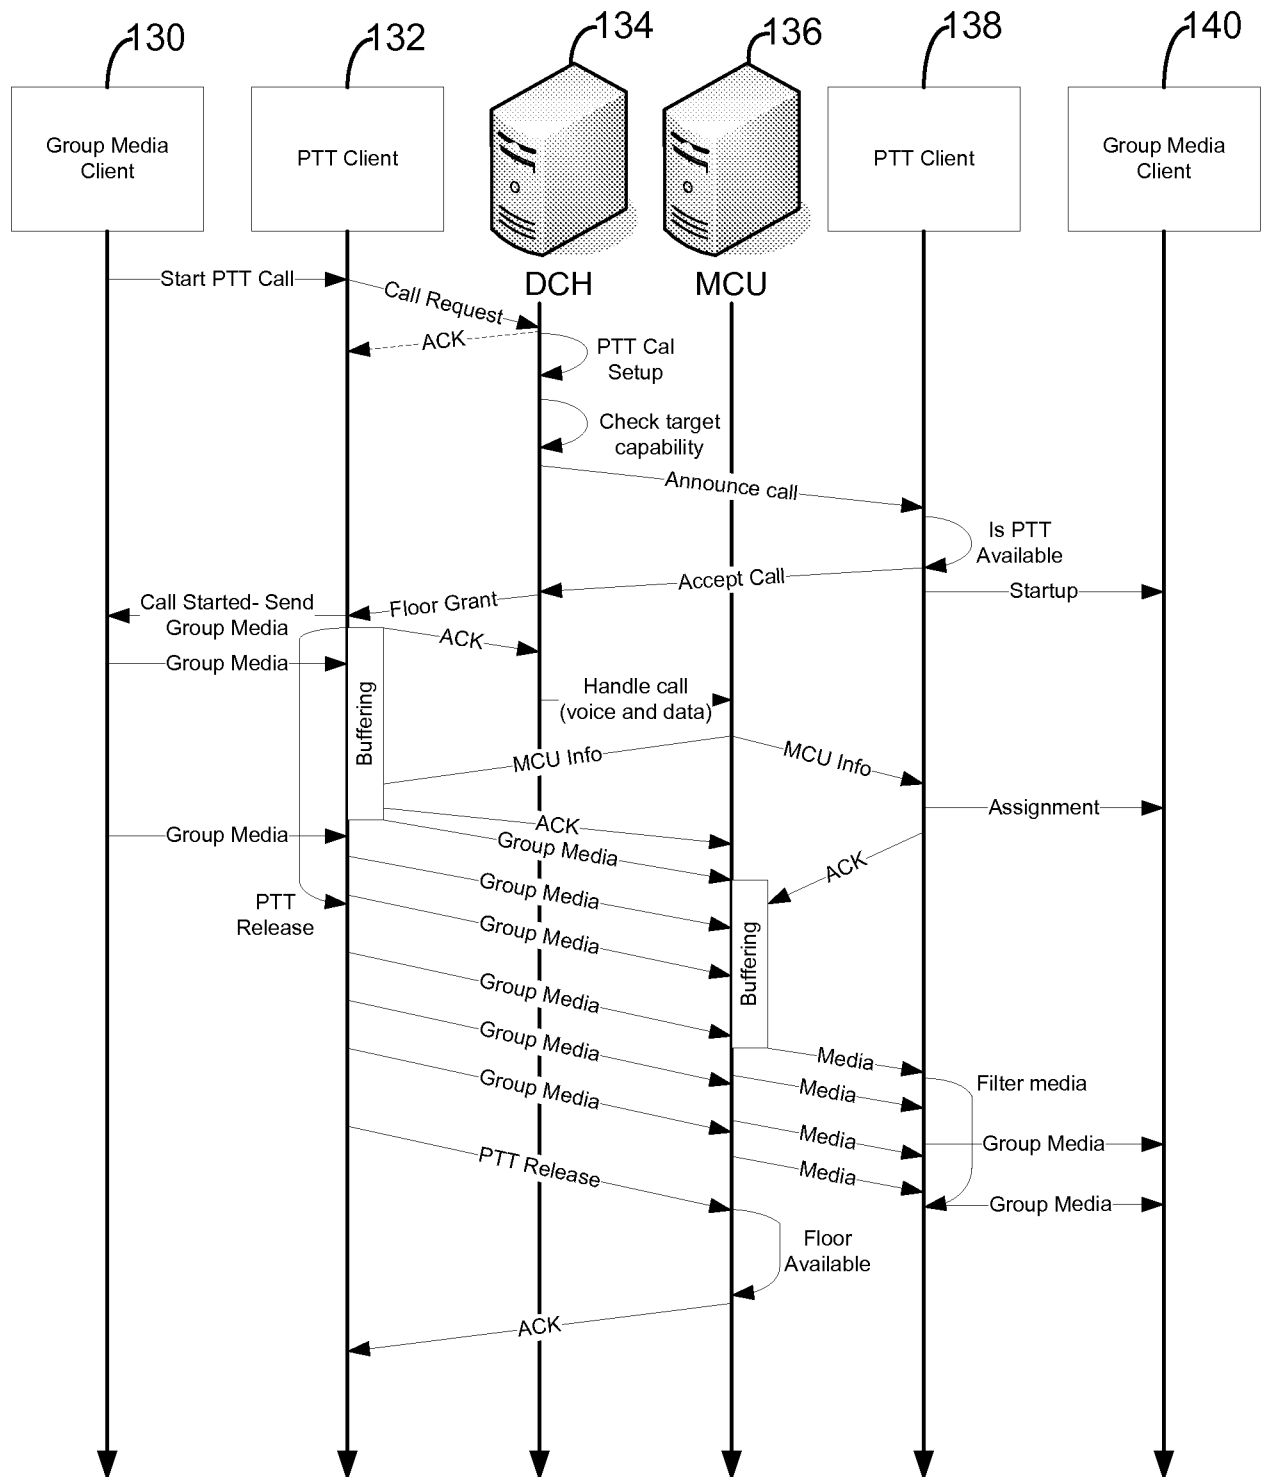 130
132
134
136
138
140
Group Media
Client
PTT Client
PTT Client
Group Media
Client
DCH
MCU
Start PTT Call
Call Request
ACK
PTT Cal
Setup
Check target
capability
Announce call
Is PTT
Available
Accept Call
Startup
Call Started- Send
Group Media
Floor Grant
ACK
Group Media
Buffering
Handle call
(voice and data)
MCU Info
MCU Info
Assignment
Group Media
ACK
Group Media
ACK
Group Media
PTT
Release
Group Media
Buffering
Group Media
Group Media
Media
Filter media
Group Media
Media
Media
Group Media
PTT Release
Media
Group Media
Floor
Available
ACK